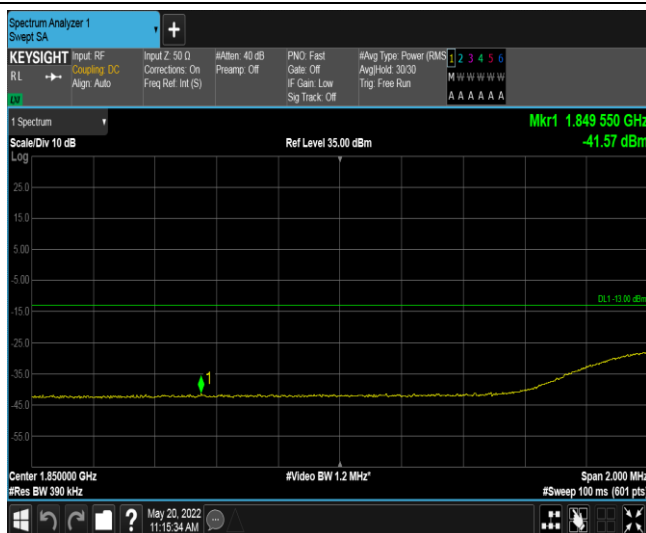 Spectrum Analyzer 1
Swept SA
+
KEYSIGHT Input: RF Input Z: 50 Ω #Atten: 40 dB PNO: Fast #Avg Type: Power (RMS 1 2 3 4 5 6
RL Coupling: DC Corrections: On Preamp: Off Gate: Off Avg|Hold: 30/30 M W W W W W
Align: Auto Freq Ref: Int (S) IF Gain: Low Trig: Free Run
Sig Track: Off A A A A A A
1 Spectrum
Mkr1 1.849 550 GHz
Scale/Div 10 dB Ref Level 35.00 dBm -41.57 dBm
Log
25.0
15.0
5.00
-5.00
DL1 -13.00 dBm
-15.0
-25.0
-35.0
1
-45.0
-55.0
Center 1.850000 GHz #Video BW 1.2 MHz* Span 2.000 MHz
#Res BW 390 kHz #Sweep 100 ms (601 pts
? May 20, 2022
11:15:34 AM